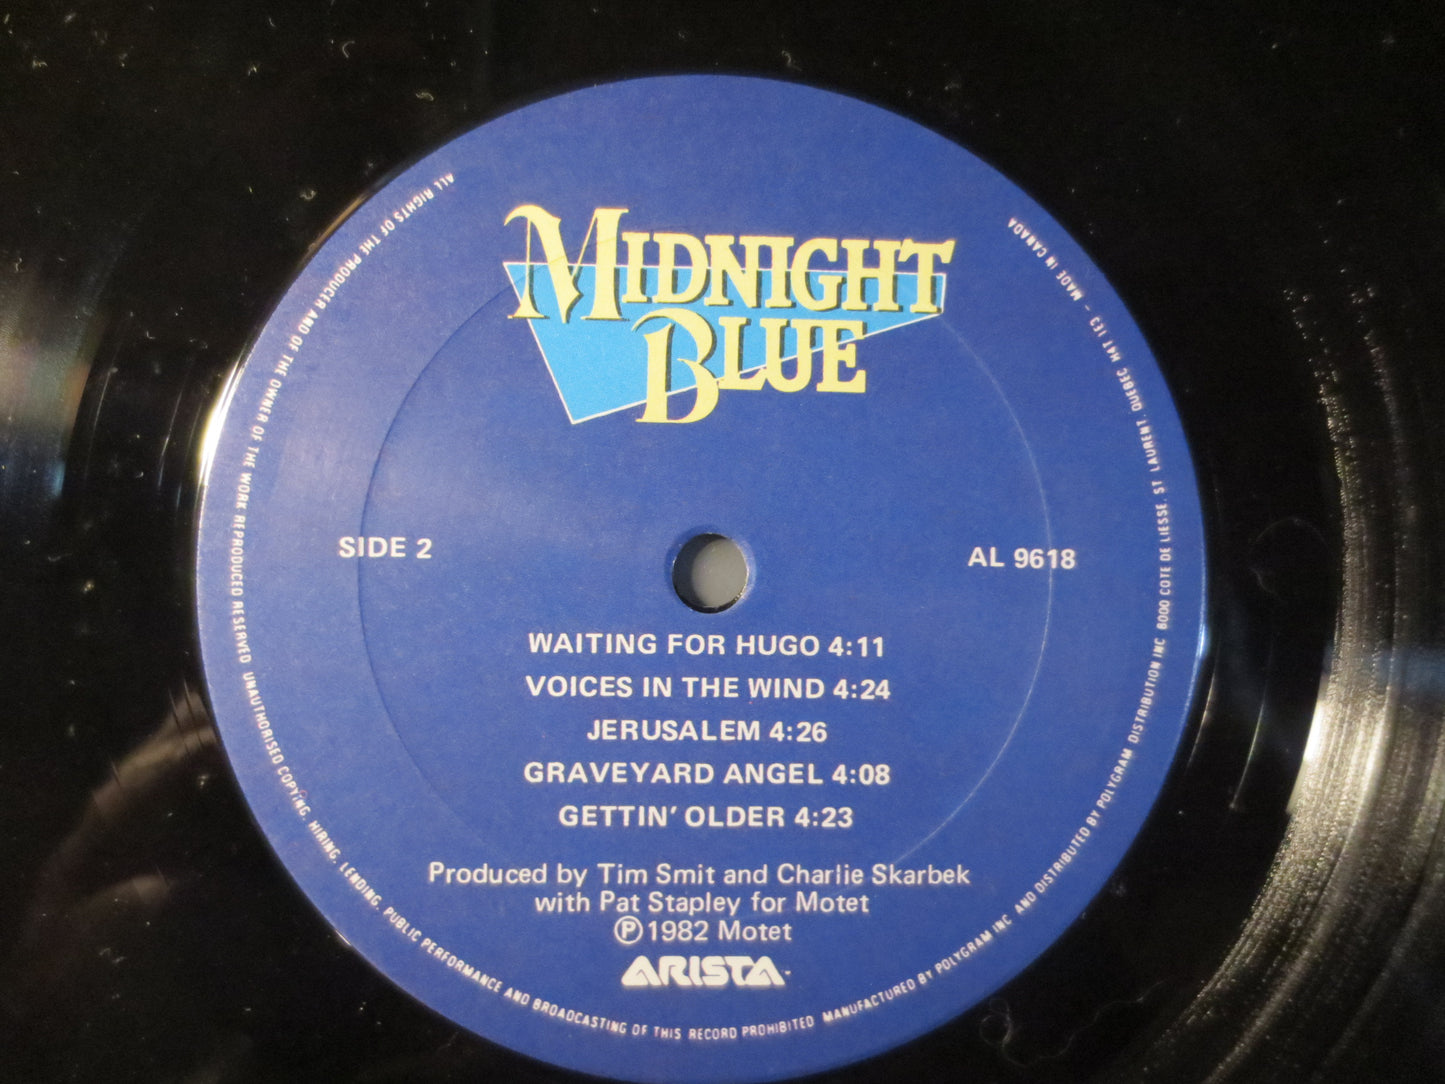 MIDNIGHT
BLUE
SIDE 2
AL 9618
WAITING FOR HUGO 4:11
VOICES IN THE WIND 4:24
JERUSALEM 4:26
GRAVEYARD ANGEL 4:08
GETTIN' OLDER 4:23
Produced by Tim Smit and Charlie Skarbek
with Pat Stapley for Motet
Ⓟ1982 Motet
ARISTA
ALL RIGHTS OF THE PRODUCER AND OF THE OWNER OF THE WORK REPRODUCED RESERVED UNAUTHORISED COPYING, HIRING, LENDING, PUBLIC PERFORMANCE AND BROADCASTING OF THIS RECORD PROHIBITED MANUFACTURED BY POLYGRAM INC AND DISTRIBUTED BY POLYGRAM DISTRIBUTION INC 8000 COTE DE LIESSE, ST LAURENT, QUEBEC H4T 1E3 - MADE IN CANADA